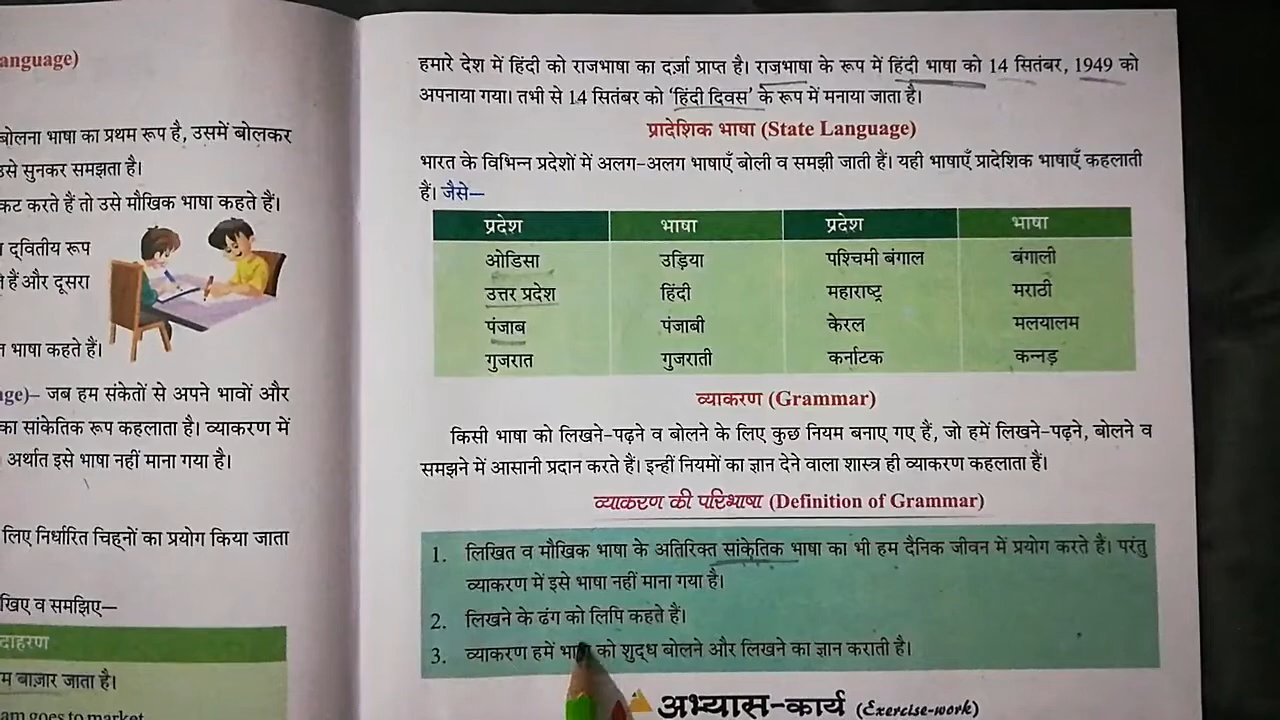 anguage)
बोलना भाषा का प्रथम रूप है, उसमें बोलकर
उसे सुनकर समझता है।
कट करते हैं तो उसे मौखिक भाषा कहते हैं।
द्वितीय रूप
ते हैं और दूसरा
त भाषा कहते हैं।
age)– जब हम संकेतों से अपने भावों और
का सांकेतिक रूप कहलाता है। व्याकरण में
अर्थात इसे भाषा नहीं माना गया है।
लिए निर्धारित चिह्नों का प्रयोग किया जाता
खिए व समझिए—
दाहरण
म बाज़ार जाता है।
am goes to market
हमारे देश में हिंदी को राजभाषा का दर्ज़ा प्राप्त है। राजभाषा के रूप में हिंदी भाषा को 14 सितंबर, 1949 को
अपनाया गया। तभी से 14 सितंबर को ‘हिंदी दिवस’ के रूप में मनाया जाता है।
प्रादेशिक भाषा (State Language)
भारत के विभिन्न प्रदेशों में अलग-अलग भाषाएँ बोली व समझी जाती हैं। यही भाषाएँ प्रादेशिक भाषाएँ कहलाती
हैं। जैसे—
प्रदेश भाषा प्रदेश भाषा
ओडिसा उड़िया पश्चिमी बंगाल बंगाली
उत्तर प्रदेश हिंदी महाराष्ट्र मराठी
पंजाब पंजाबी केरल मलयालम
गुजरात गुजराती कर्नाटक कन्नड़
व्याकरण (Grammar)
किसी भाषा को लिखने-पढ़ने व बोलने के लिए कुछ नियम बनाए गए हैं, जो हमें लिखने-पढ़ने, बोलने व
समझने में आसानी प्रदान करते हैं। इन्हीं नियमों का ज्ञान देने वाला शास्त्र ही व्याकरण कहलाता हैं।
व्याकरण की परिभाषा (Definition of Grammar)
1. लिखित व मौखिक भाषा के अतिरिक्त सांकेतिक भाषा का भी हम दैनिक जीवन में प्रयोग करते हैं। परंतु
व्याकरण में इसे भाषा नहीं माना गया है।
2. लिखने के ढंग को लिपि कहते हैं।
3. व्याकरण हमें भाषा को शुद्ध बोलने और लिखने का ज्ञान कराती है।
अभ्यास-कार्य (Exercise-work)